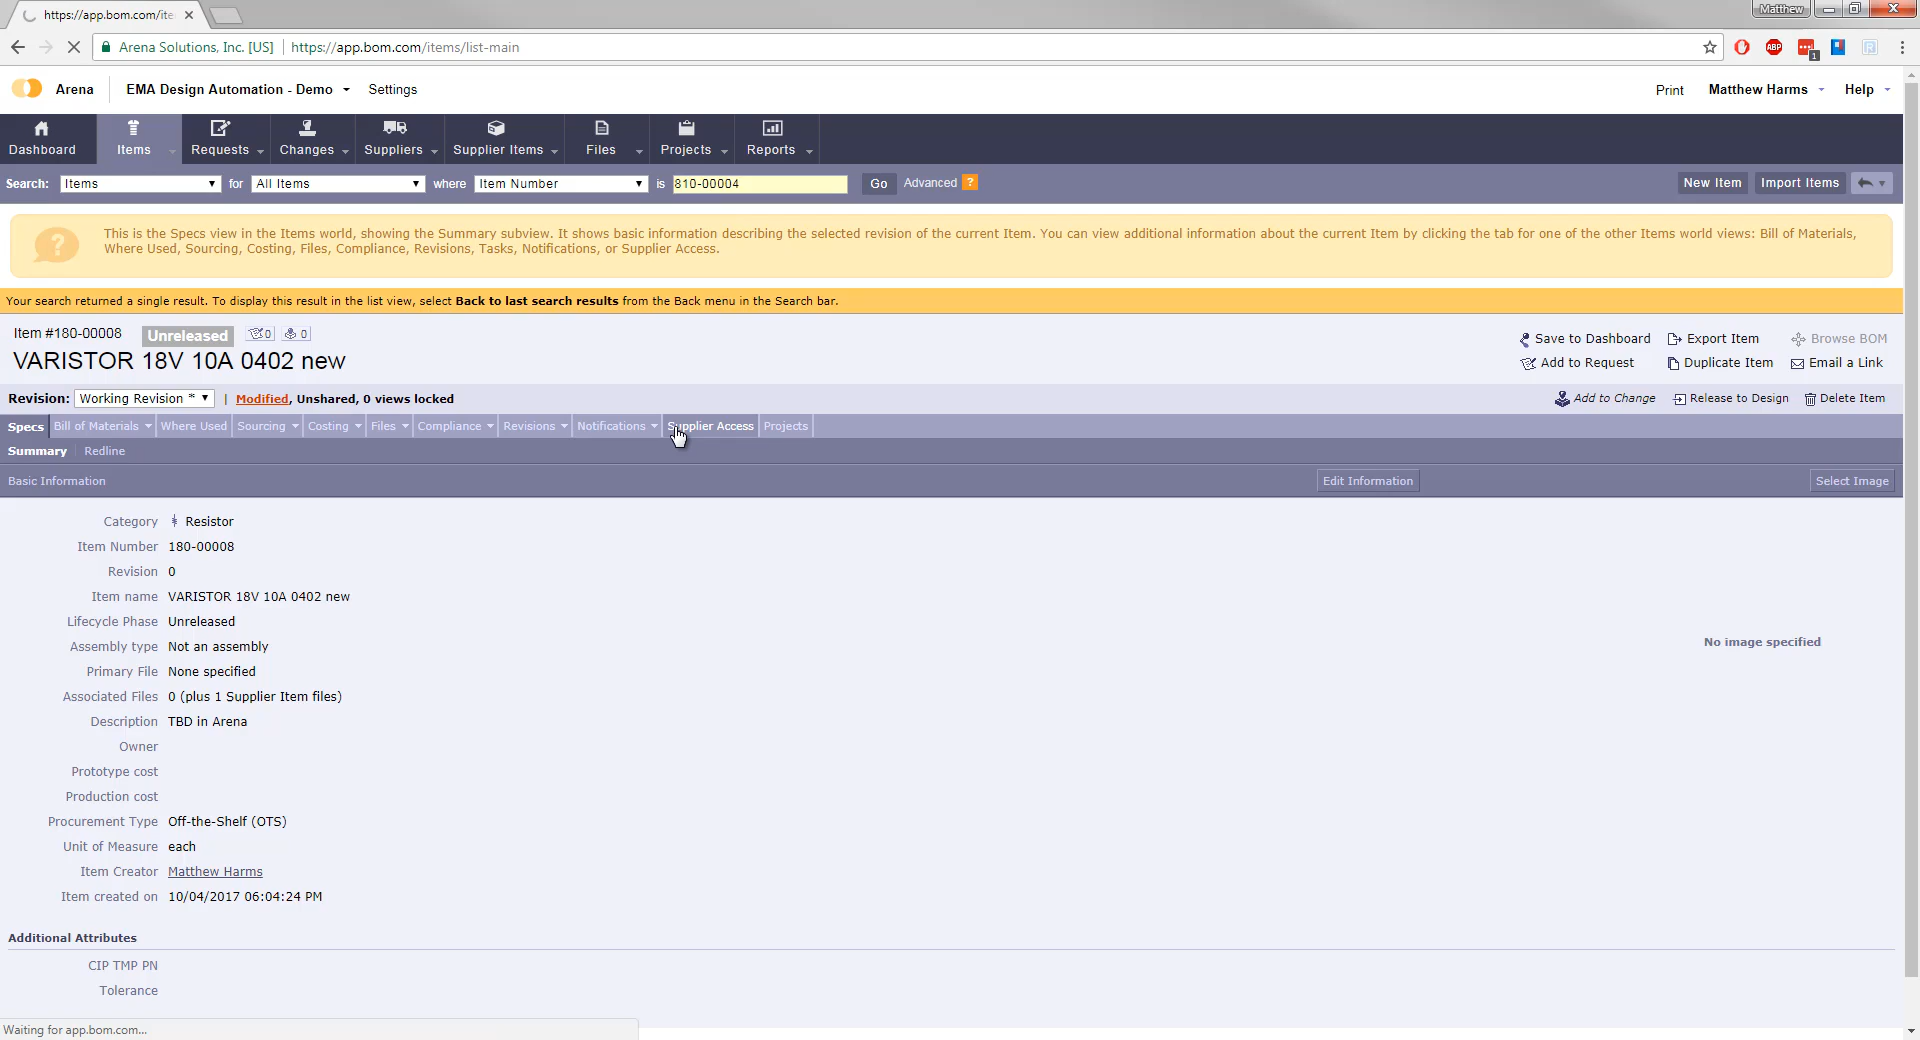 https://app.bom.com/ite
Matthew
Arena Solutions, Inc. [US] https://app.bom.com/items/list-main
ABP
1
Arena EMA Design Automation - Demo Settings Print Matthew Harms Help
Dashboard Items Requests Changes Suppliers Supplier Items Files Projects Reports
Search: Items for All Items where Item Number is 810-00004 Go Advanced ? New Item Import Items
This is the Specs view in the Items world, showing the Summary subview. It shows basic information describing the selected revision of the current Item. You can view additional information about the current Item by clicking the tab for one of the other Items world views: Bill of Materials,
Where Used, Sourcing, Costing, Files, Compliance, Revisions, Tasks, Notifications, or Supplier Access.
Your search returned a single result. To display this result in the list view, select Back to last search results from the Back menu in the Search bar.
Item #180-00008 Unreleased 0 0
Save to Dashboard Export Item Browse BOM
VARISTOR 18V 10A 0402 new
Add to Request Duplicate Item Email a Link
Revision: Working Revision * | Modified, Unshared, 0 views locked Add to Change Release to Design Delete Item
Specs Bill of Materials Where Used Sourcing Costing Files Compliance Revisions Notifications Supplier Access Projects
Summary Redline
Basic Information Edit Information Select Image
Category Resistor
Item Number 180-00008
Revision 0
Item name VARISTOR 18V 10A 0402 new
Lifecycle Phase Unreleased
Assembly type Not an assembly
No image specified
Primary File None specified
Associated Files 0 (plus 1 Supplier Item files)
Description TBD in Arena
Owner
Prototype cost
Production cost
Procurement Type Off-the-Shelf (OTS)
Unit of Measure each
Item Creator Matthew Harms
Item created on 10/04/2017 06:04:24 PM
Additional Attributes
CIP TMP PN
Tolerance
Waiting for app.bom.com...